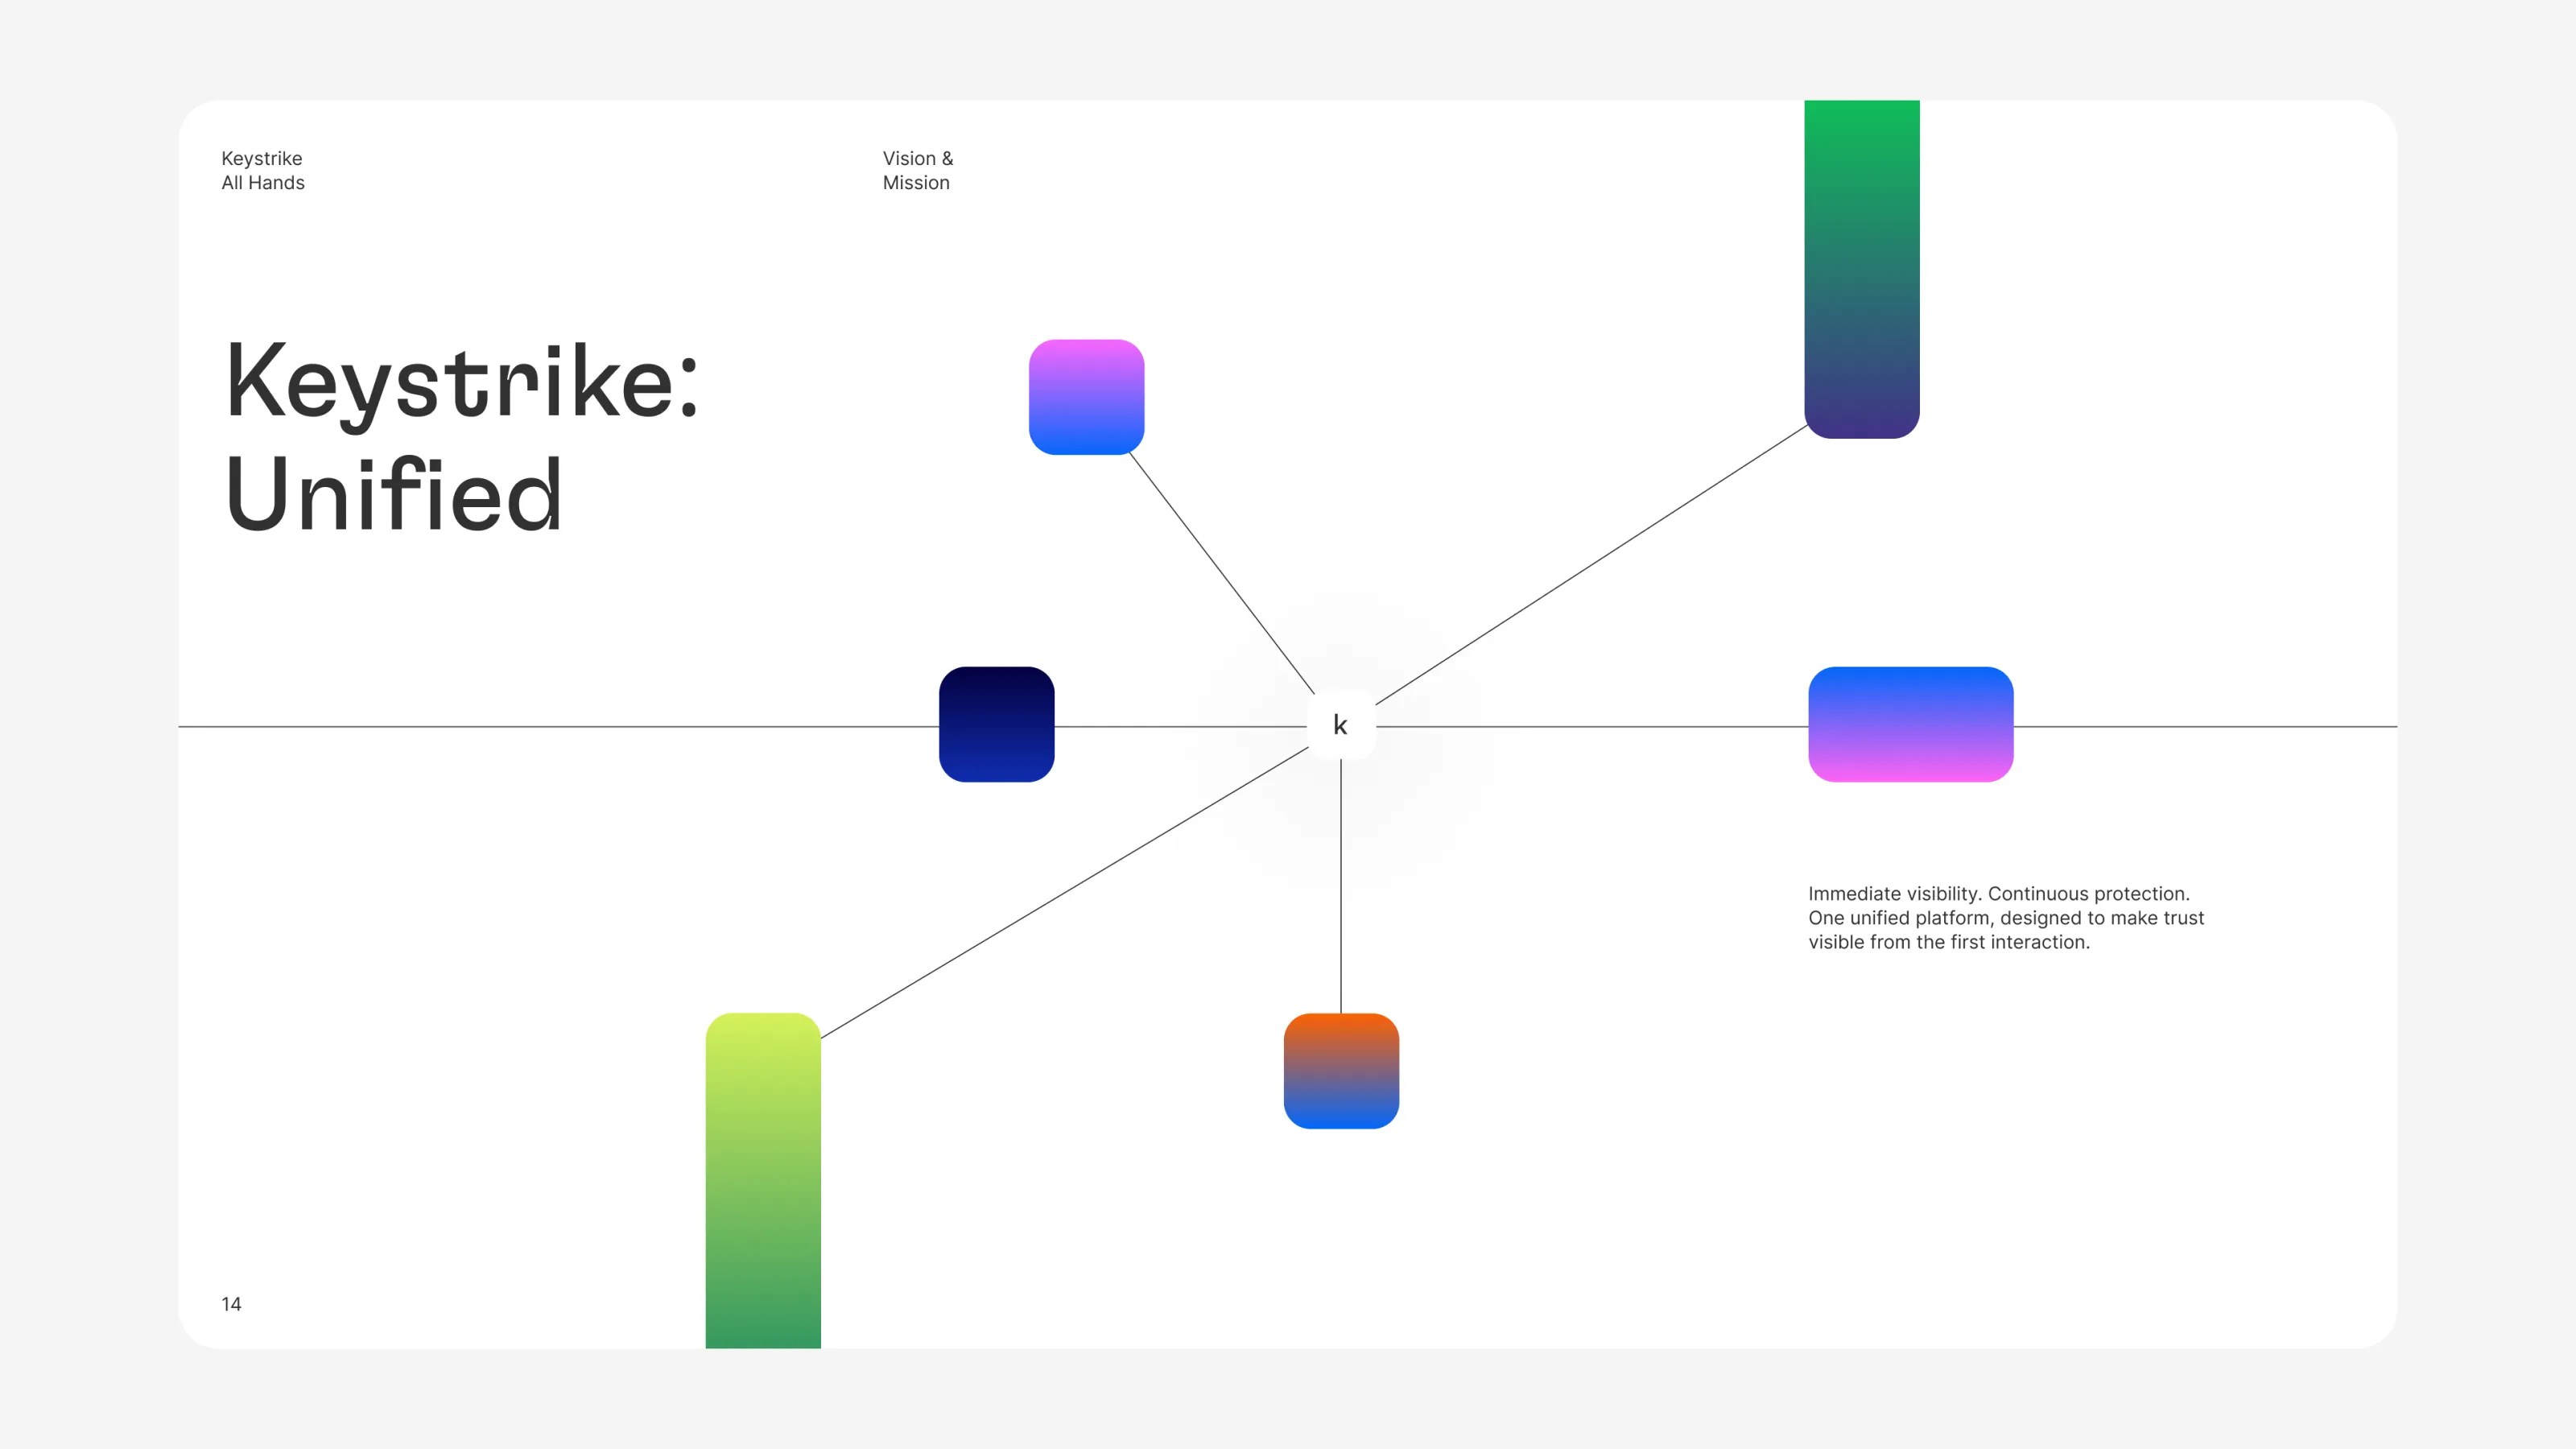 Keystrike
All Hands
Vision &
Mission
Keystrike:
Unified
k
Immediate visibility. Continuous protection.
One unified platform, designed to make trust
visible from the first interaction.
14